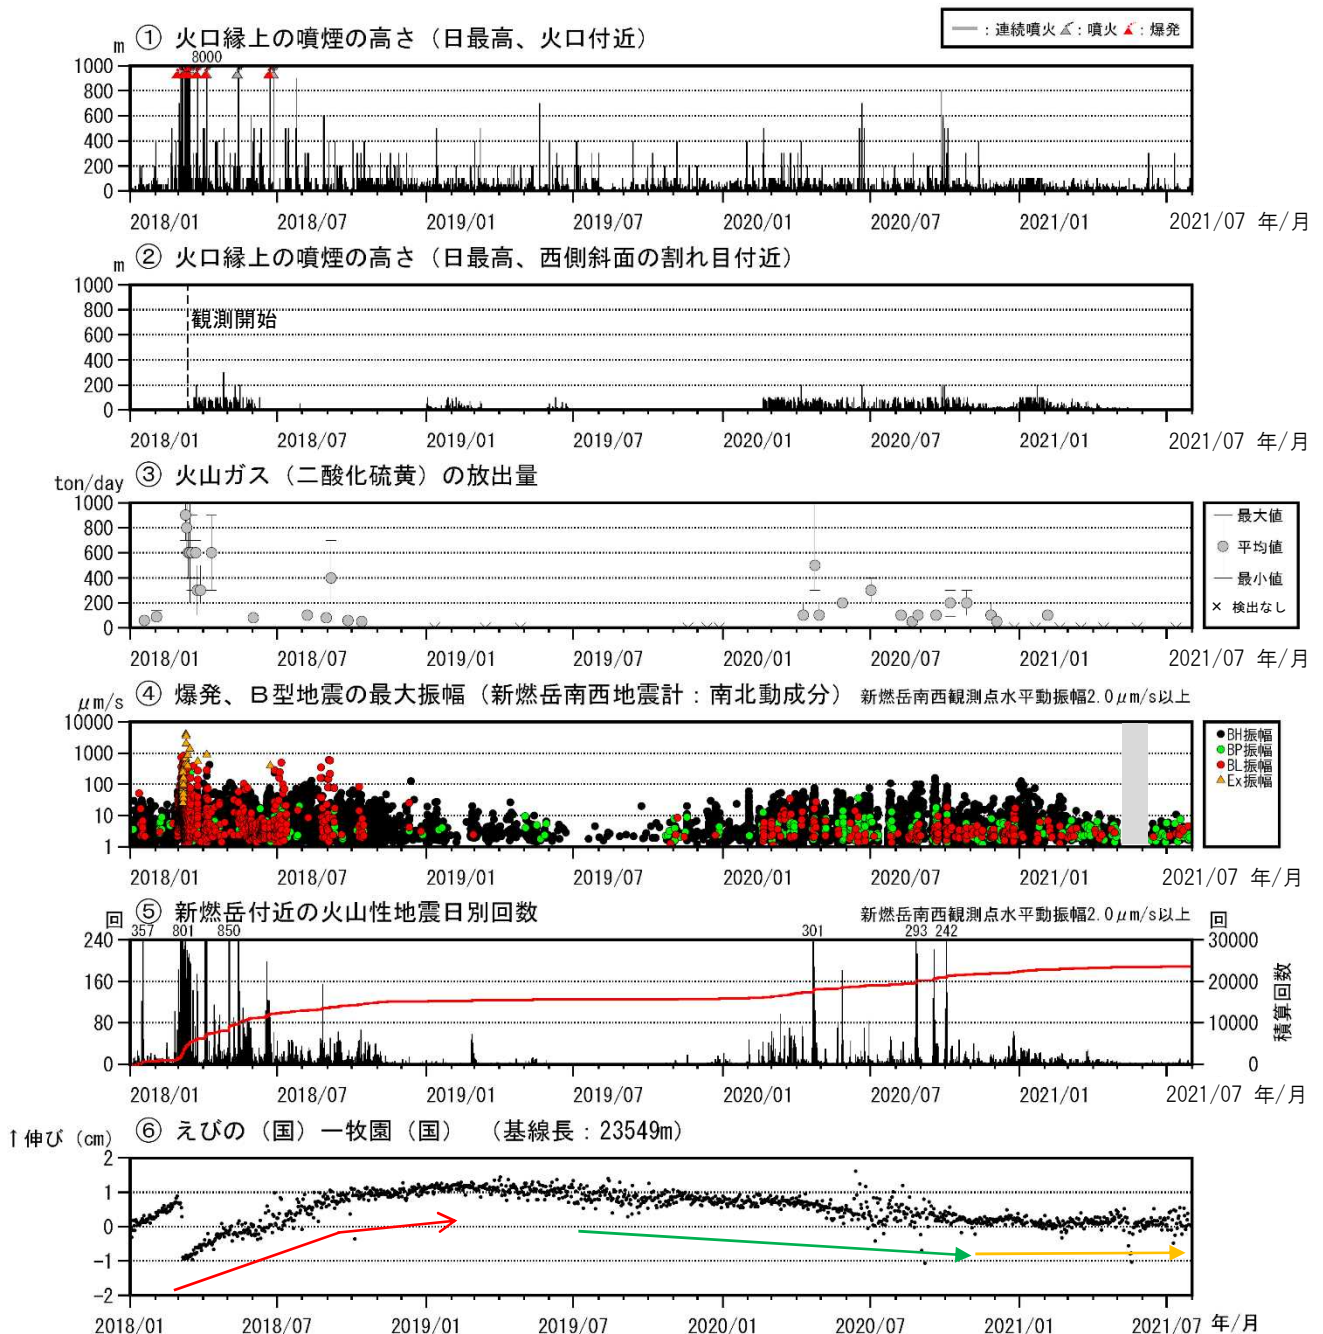 ① 火口縁上の噴煙の高さ（日最高、火口付近）
― : 連続噴火 : 噴火 : 爆発
m
8000
1000
800
600
400
200
0
2018/01 2018/07 2019/01 2019/07 2020/01 2020/07 2021/01 2021/07 年/月
② 火口縁上の噴煙の高さ（日最高、西側斜面の割れ目付近）
m
1000
800
600
400
200
0
観測開始
2018/01 2018/07 2019/01 2019/07 2020/01 2020/07 2021/01 2021/07 年/月
③ 火山ガス（二酸化硫黄）の放出量
ton/day
1000
800
600
400
200
0
最大値
平均値
最小値
× 検出なし
2018/01 2018/07 2019/01 2019/07 2020/01 2020/07 2021/01 2021/07 年/月
④ 爆発、B型地震の最大振幅（新燃岳南西地震計：南北動成分） 新燃岳南西観測点水平動振幅2.0μm/s以上
μm/s
10000
1000
100
10
1
BH振幅
BP振幅
BL振幅
Ex振幅
2018/01 2018/07 2019/01 2019/07 2020/01 2020/07 2021/01 2021/07 年/月
⑤ 新燃岳付近の火山性地震日別回数 新燃岳南西観測点水平動振幅2.0μm/s以上
回 回
357 801 850 301 293 242
240
160
80
0
30000
20000
10000
0
積算回数
2018/01 2018/07 2019/01 2019/07 2020/01 2020/07 2021/01 2021/07 年/月
⑥ えびの（国）－牧園（国） （基線長：23549m）
↑伸び（cm）
2
1
0
-1
-2
2018/01 2018/07 2019/01 2019/07 2020/01 2020/07 2021/01 2021/07 年/月